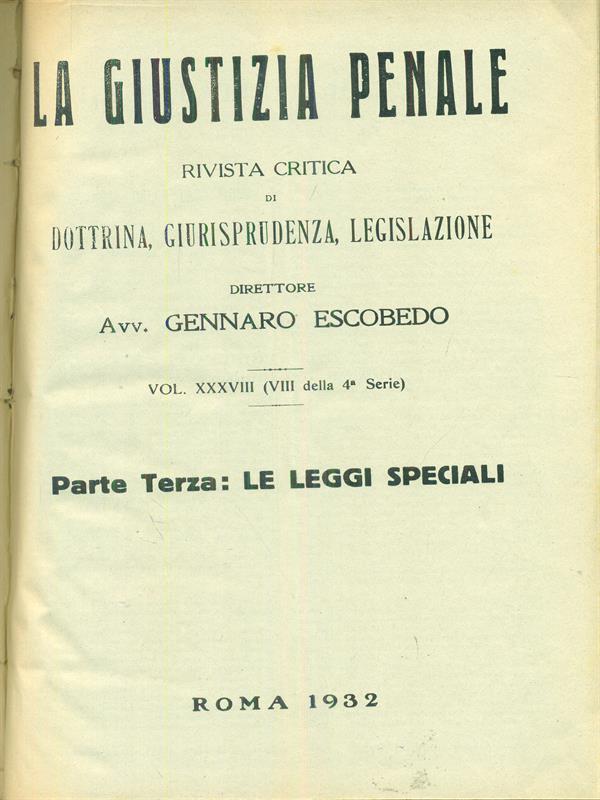 LA GIUSTIZIA PENALE
RIVISTA CRITICA
DI
DOTTRINA, GIURISPRUDENZA, LEGISLAZIONE
DIRETTORE
Avv. GENNARO ESCOBEDO
VOL. XXXVIII (VIII della 4ª Serie)
Parte Terza: LE LEGGI SPECIALI
ROMA 1932